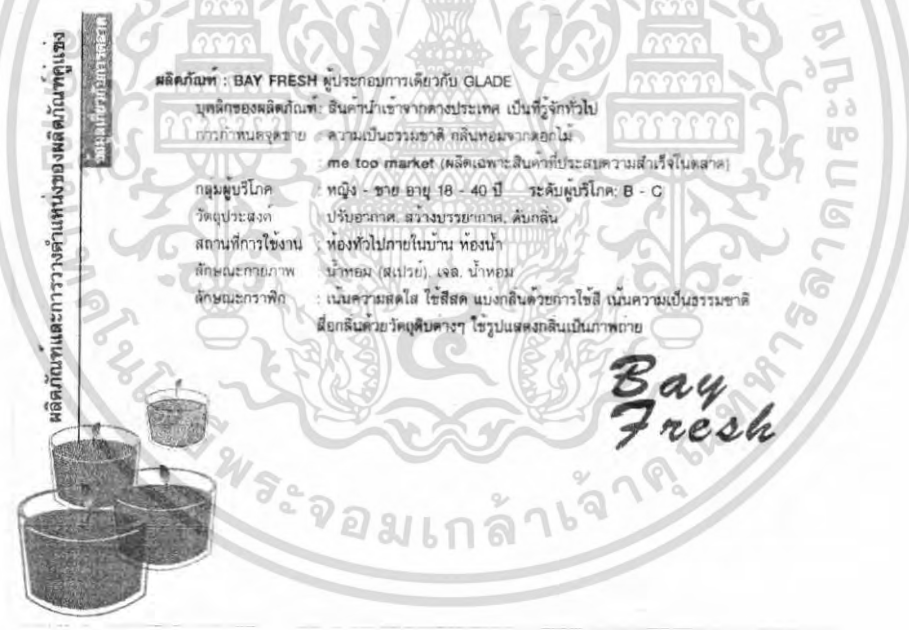 ผลิตภัณฑ์และการวางตำแหน่งของผลิตภัณฑ์คู่แข่ง
ข้อมูลเกี่ยวกับการตลาด
ผลิตภัณฑ์ : BAY FRESH ผู้ประกอบการเดียวกับ GLADE
บุคลิกของผลิตภัณฑ์: สินค้านำเข้าจากต่างประเทศ เป็นที่รู้จักทั่วไป
การกำหนดจุดขาย : ความเป็นธรรมชาติ กลิ่นหอมจากดอกไม้
: me too market (ผลิตเฉพาะสินค้าที่ประสบความสำเร็จในตลาด)
กลุ่มผู้บริโภค : หญิง - ชาย อายุ 18 - 40 ปี ระดับผู้บริโภค: B - C
วัตถุประสงค์ : ปรับอากาศ, สร้างบรรยากาศ, ดับกลิ่น
สถานที่การใช้งาน : ห้องทั่วไปภายในบ้าน ห้องน้ำ
ลักษณะกายภาพ : น้ำหอม (สเปรย์), เจล, น้ำหอม
ลักษณะกราฟิก : เน้นความสดใส ใช้สีสด แบ่งกลิ่นด้วยการใช้สี เน้นความเป็นธรรมชาติ
สื่อกลิ่นด้วยวัตถุดิบต่างๆ ใช้รูปแสดงกลิ่นเป็นภาพถ่าย
Bay
Fresh
พระจอมเกล้าเจ้าคุณทหารลาดกระบัง